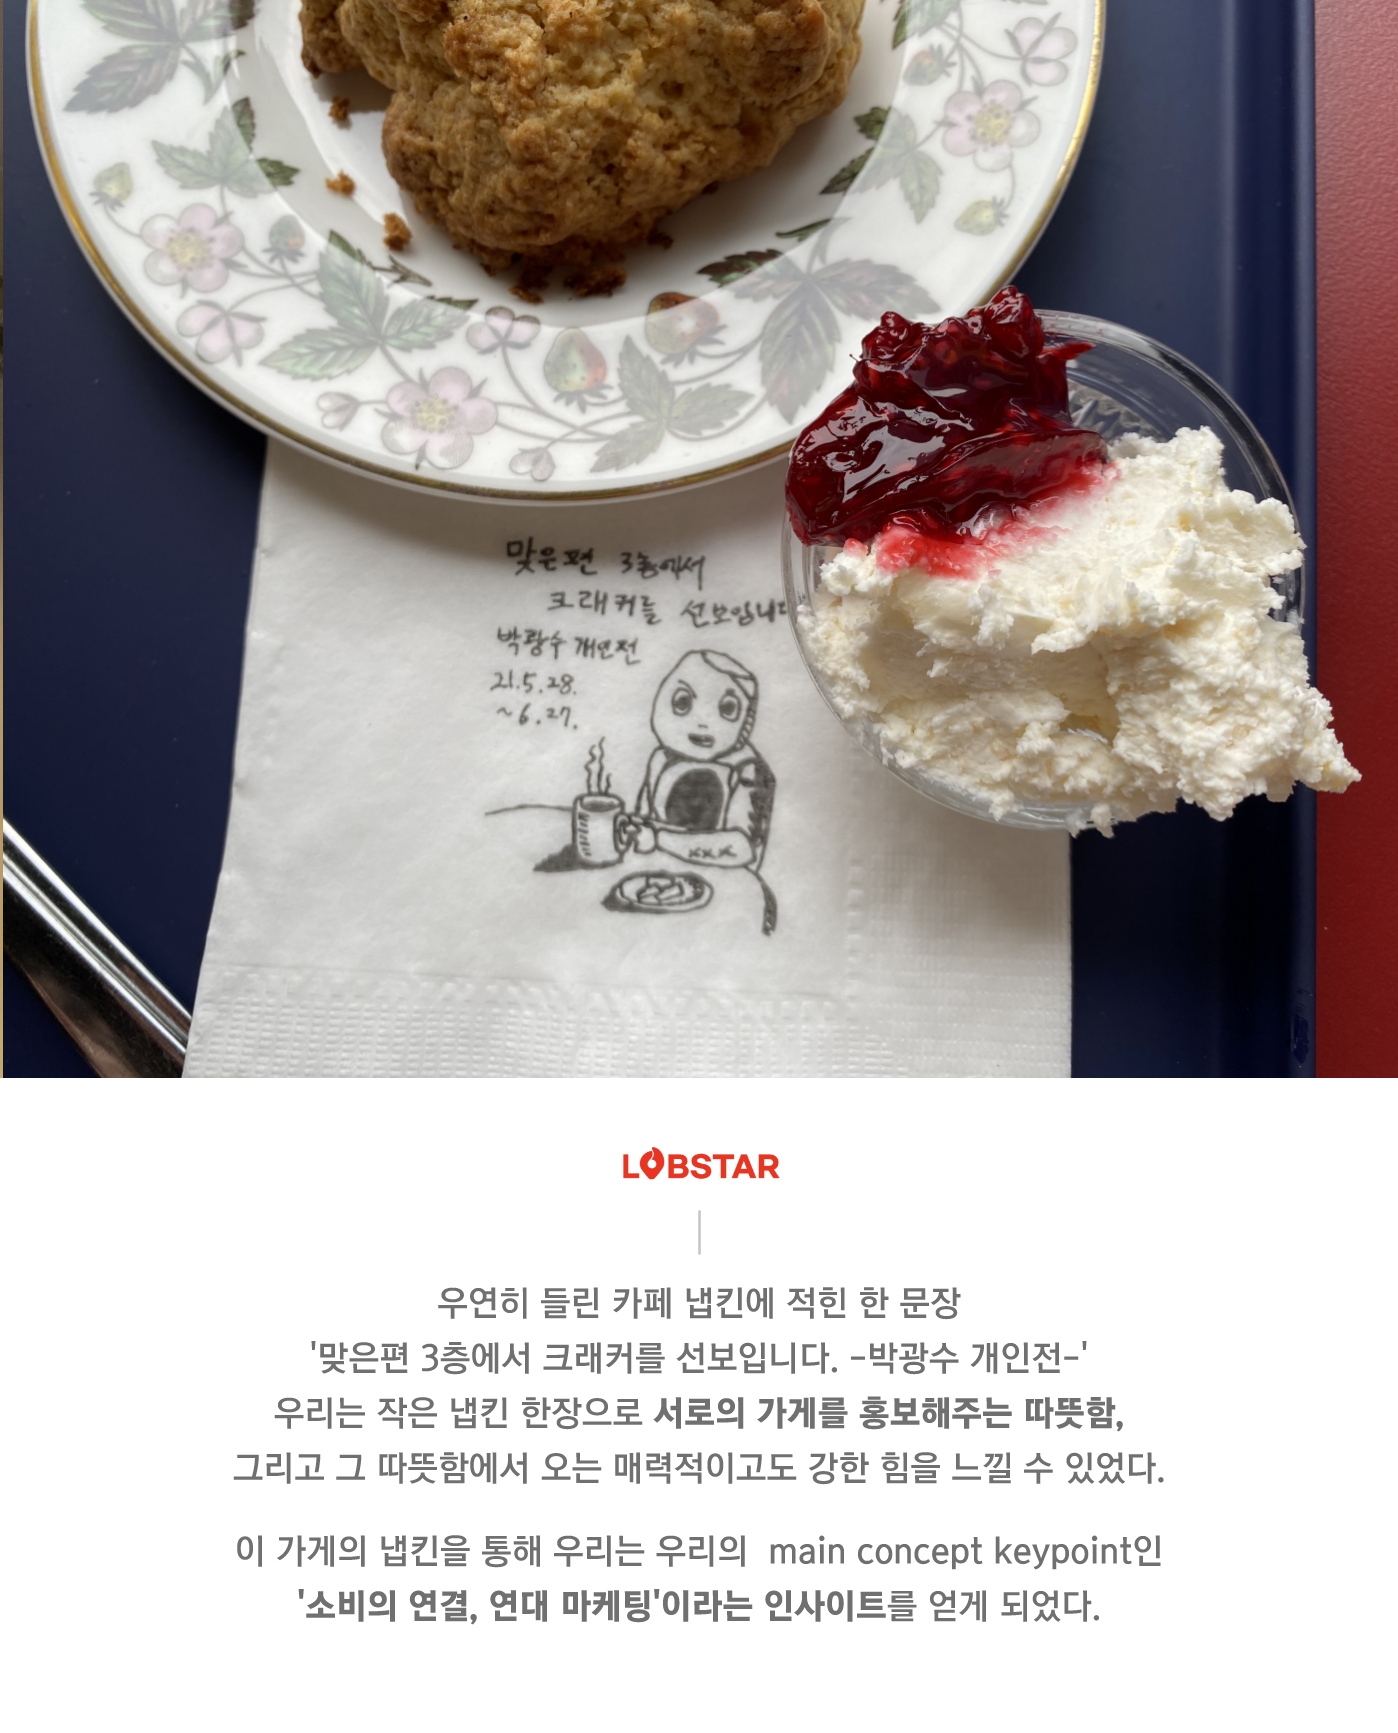 맞은편 3층에서
크래커를 선보입니다
박광수 개인전
21.5.28.
~6.27.
LOBSTAR
우연히 들린 카페 냅킨에 적힌 한 문장
'맞은편 3층에서 크래커를 선보입니다. -박광수 개인전-'
우리는 작은 냅킨 한장으로 서로의 가게를 홍보해주는 따뜻함,
그리고 그 따뜻함에서 오는 매력적이고도 강한 힘을 느낄 수 있었다.
이 가게의 냅킨을 통해 우리는 우리의 main concept keypoint인
'소비의 연결, 연대 마케팅'이라는 인사이트를 얻게 되었다.